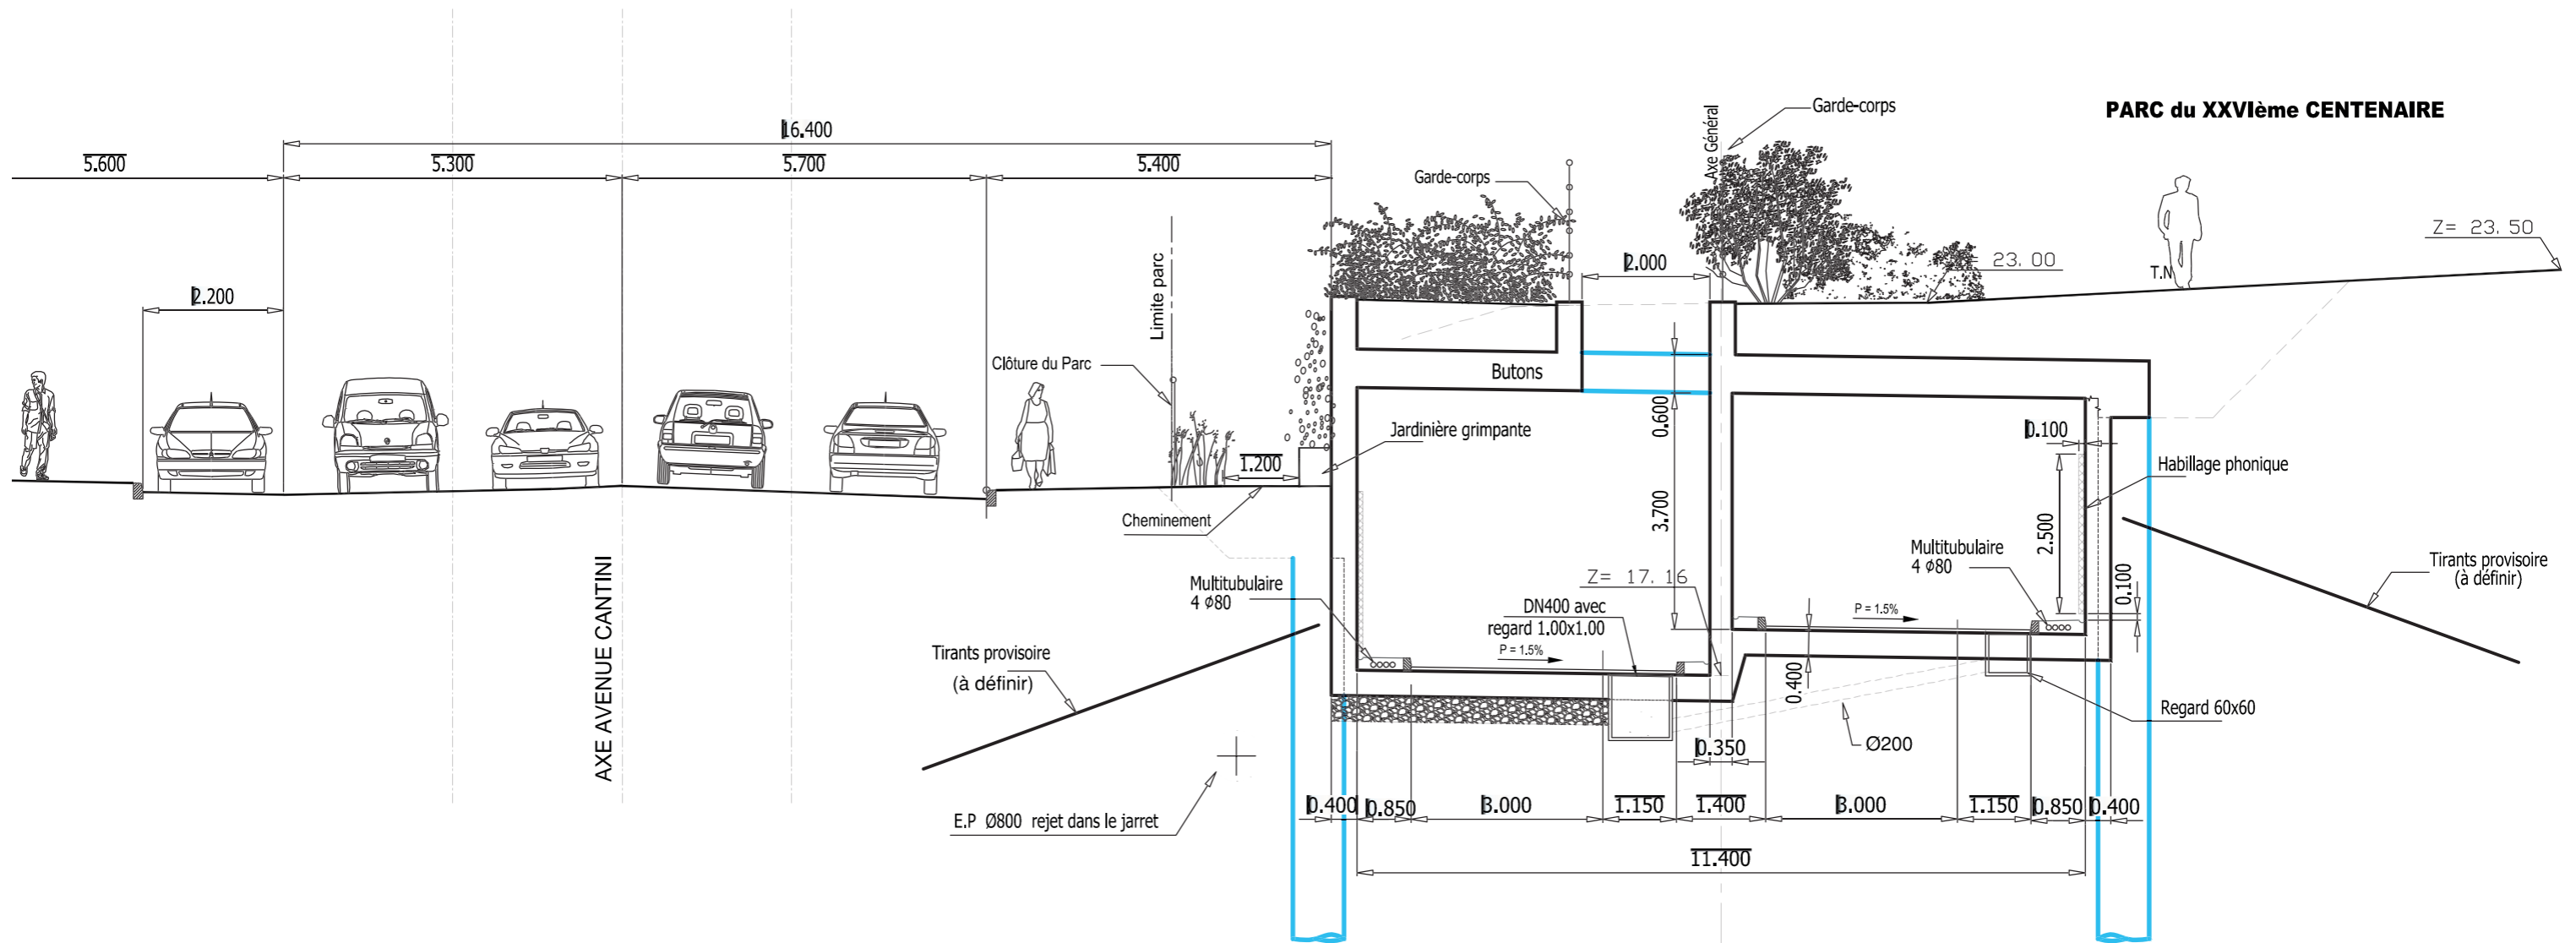 PARC du XXVIème CENTENAIRE
Garde-corps
Axe Général
16.400
5.600
5.300
5.700
5.400
Garde-corps
Z= 23. 50
2.000
23. 00
T.N
2.200
Limite parc
Clôture du Parc
Butons
0.600
Jardinière grimpante
0.100
1.200
Habillage phonique
3.700
2.500
Cheminement
Multitubulaire
4 ø80
Tirants provisoire
(à définir)
Z= 17. 16
Multitubulaire
4 ø80
0.100
DN400 avec
regard 1.00x1.00
P = 1.5%
P = 1.5%
AXE AVENUE CANTINI
Tirants provisoire
(à définir)
0.400
Regard 60x60
0.350
Ø200
E.P Ø800 rejet dans le jarret
0.400
0.850
3.000
1.150
1.400
3.000
1.150
0.850
0.400
11.400